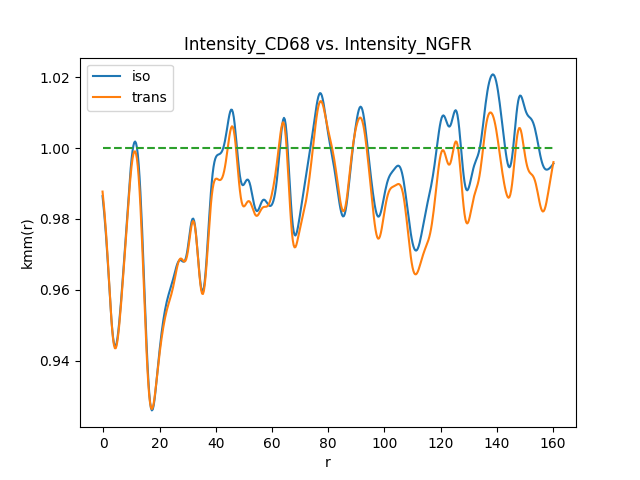 Intensity_CD68 vs. Intensity_NGFR
iso
trans
1.02
1.00
0.98
0.96
0.94
kmm(r)
0 20 40 60 80 100 120 140 160
r